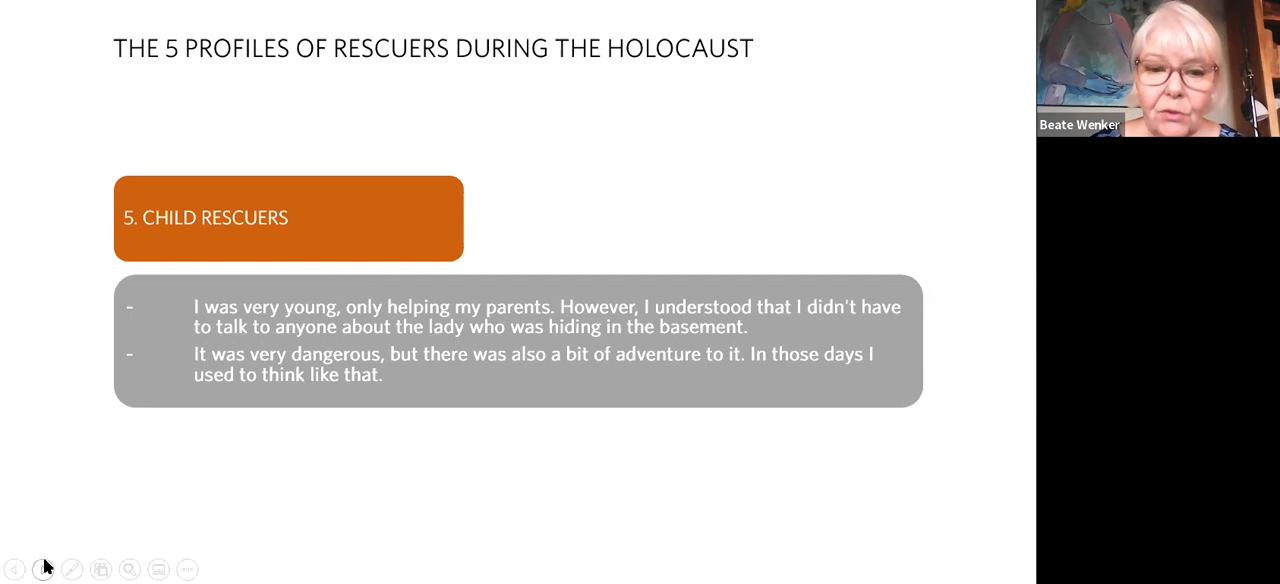 THE 5 PROFILES OF RESCUERS DURING THE HOLOCAUST
Beate Wenker
5. CHILD RESCUERS
- I was very young, only helping my parents. However, I understood that I didn't have
to talk to anyone about the lady who was hiding in the basement.
- It was very dangerous, but there was also a bit of adventure to it. In those days I
used to think like that.